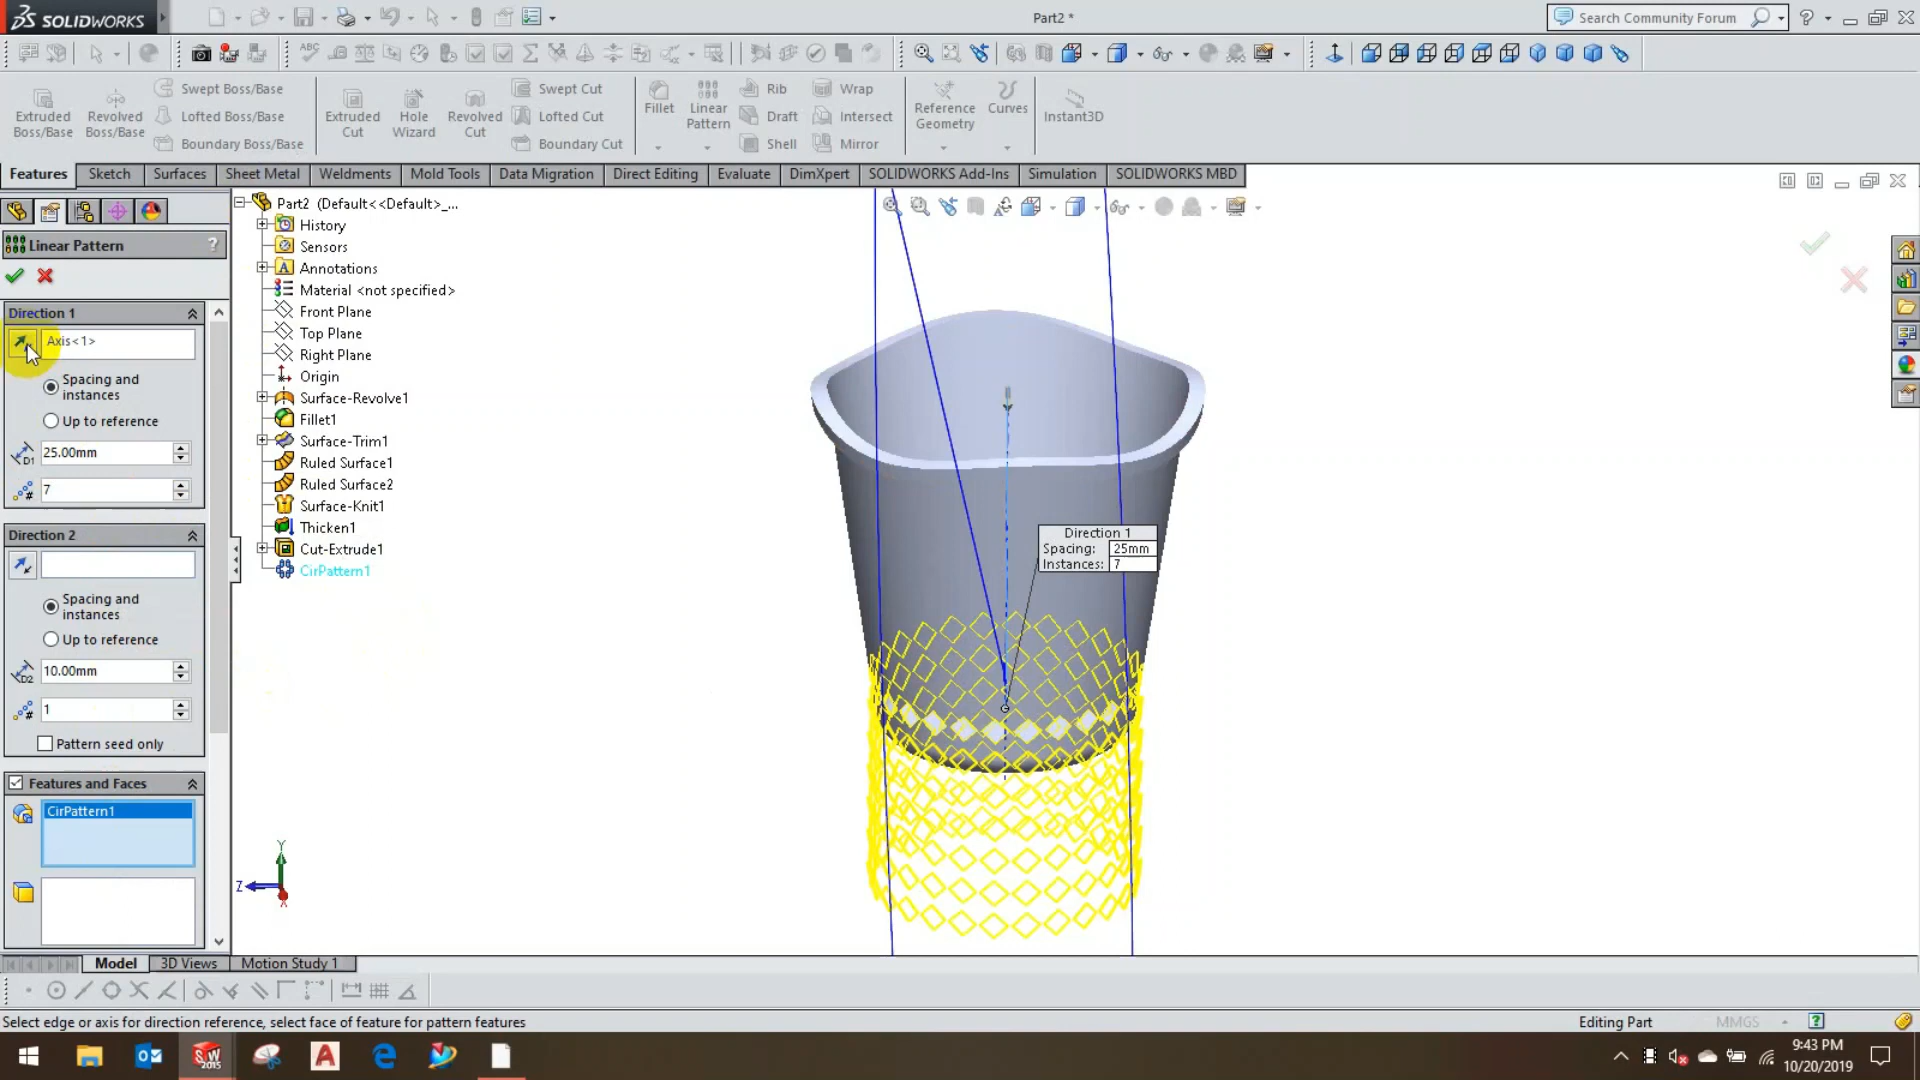 SOLIDWORKS
Part2 *
Search Community Forum
Extruded Boss/Base
Revolved Boss/Base
Swept Boss/Base
Lofted Boss/Base
Boundary Boss/Base
Extruded Cut
Hole Wizard
Revolved Cut
Swept Cut
Lofted Cut
Boundary Cut
Fillet
Linear Pattern
Rib
Draft
Shell
Wrap
Intersect
Mirror
Reference Geometry
Curves
Instant3D
Features
Sketch
Surfaces
Sheet Metal
Weldments
Mold Tools
Data Migration
Direct Editing
Evaluate
DimXpert
SOLIDWORKS Add-Ins
Simulation
SOLIDWORKS MBD
Linear Pattern
?
Direction 1
Axis<1>
Spacing and instances
Up to reference
D1
25.00mm
7
Direction 2
Spacing and instances
Up to reference
D2
10.00mm
1
Pattern seed only
Features and Faces
CirPattern1
Part2 (Default<<Default>_...
History
Sensors
Annotations
Material <not specified>
Front Plane
Top Plane
Right Plane
Origin
Surface-Revolve1
Fillet1
Surface-Trim1
Ruled Surface1
Ruled Surface2
Surface-Knit1
Thicken1
Cut-Extrude1
CirPattern1
Direction 1
Spacing: 25mm
Instances: 7
Y
Z
X
Model
3D Views
Motion Study 1
Select edge or axis for direction reference, select face of feature for pattern features
Editing Part
MMGS
SW 2015
9:43 PM
10/20/2019